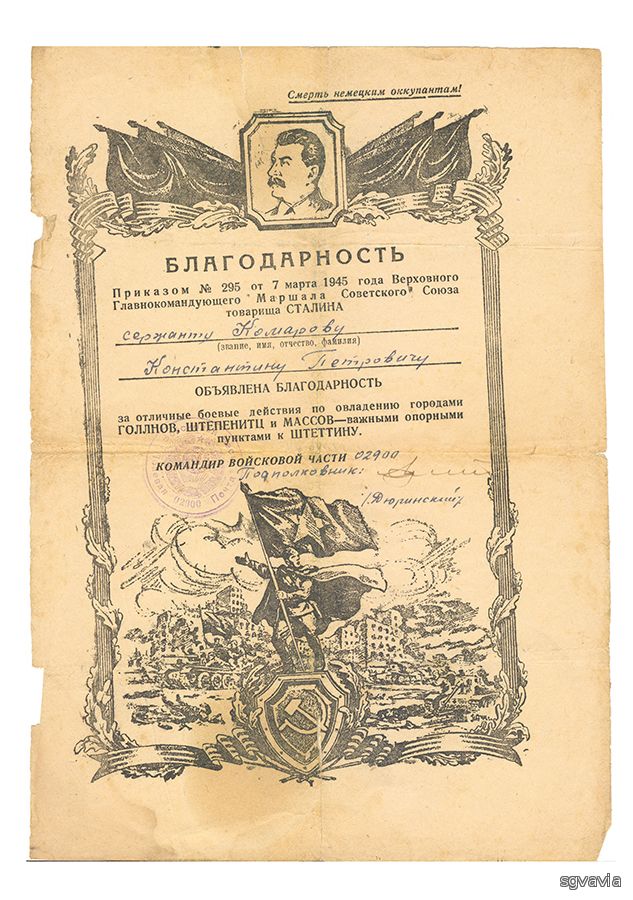 Смерть немецким оккупантам!
БЛАГОДАРНОСТЬ
Приказом № 295 от 7 марта 1945 года Верховного
Главнокомандующего Маршала Советского Союза
товарища СТАЛИНА
сержанту Комарову
(звание, имя, отчество, фамилия)
Константину Петровичу
ОБЪЯВЛЕНА БЛАГОДАРНОСТЬ
за отличные боевые действия по овладению городами
ГОЛЛНОВ, ШТЕПЕНИТЦ и МАССОВ—важными опорными
пунктами к ШТЕТТИНУ.
КОМАНДИР ВОЙСКОВОЙ ЧАСТИ 02900
Подполковник:
/Дюринский/
02900
sgvavia